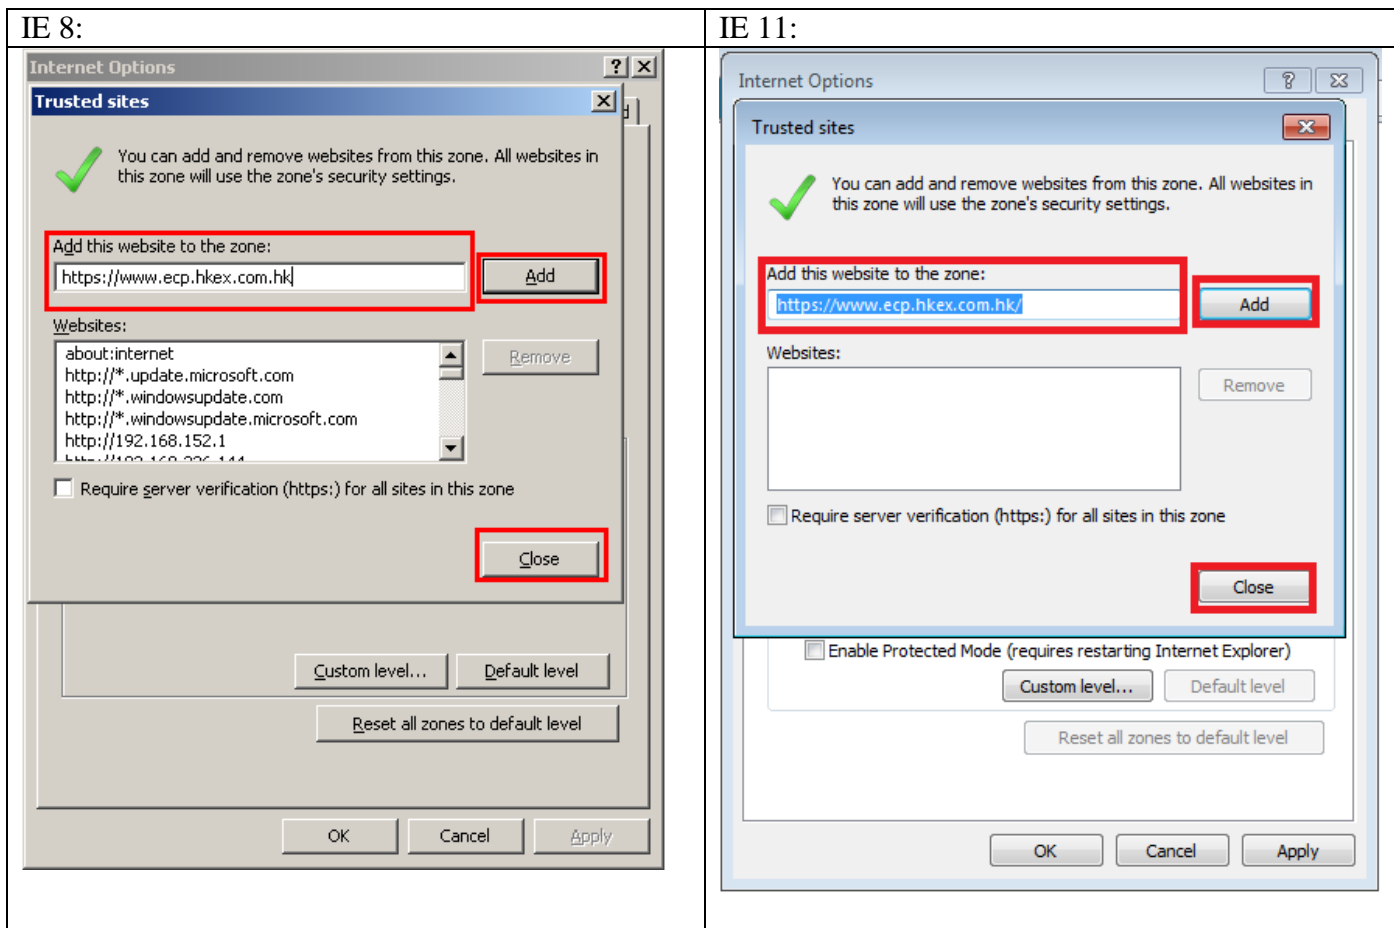 IE 8:
Internet Options
Trusted sites
You can add and remove websites from this zone. All websites in
this zone will use the zone's security settings.
Add this website to the zone:
https://www.ecp.hkex.com.hk
Add
Websites:
about:internet
http://*.update.microsoft.com
http://*.windowsupdate.com
http://*.windowsupdate.microsoft.com
http://192.168.152.1
Remove
Require server verification (https:) for all sites in this zone
Close
Custom level...
Default level
Reset all zones to default level
OK
Cancel
Apply
IE 11:
Internet Options
Trusted sites
You can add and remove websites from this zone. All websites in
this zone will use the zone's security settings.
Add this website to the zone:
https://www.ecp.hkex.com.hk/
Add
Websites:
Remove
Require server verification (https:) for all sites in this zone
Close
Enable Protected Mode (requires restarting Internet Explorer)
Custom level...
Default level
Reset all zones to default level
OK
Cancel
Apply